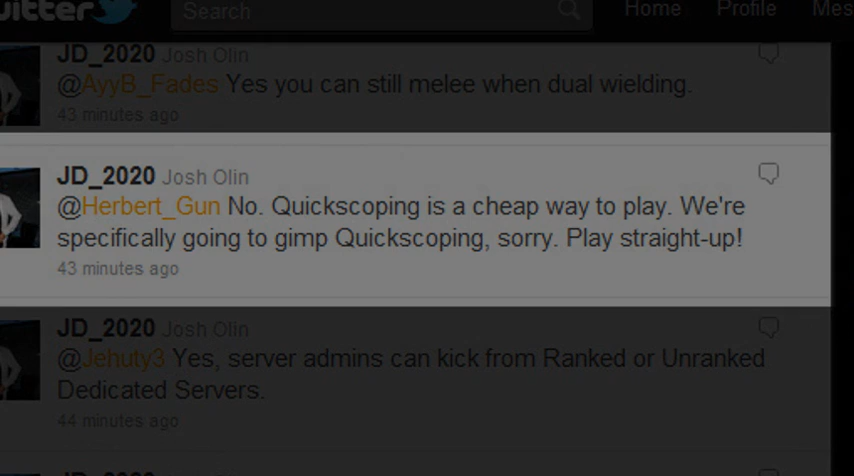 Search
Home Profile
JD_2020 Josh Olin
@AyyB_Fades Yes you can still melee when dual wielding.
43 minutes ago
JD_2020 Josh Olin
@Herbert_Gun No. Quickscoping is a cheap way to play. We're
specifically going to gimp Quickscoping, sorry. Play straight-up!
43 minutes ago
JD_2020 Josh Olin
@Jehuty3 Yes, server admins can kick from Ranked or Unranked
Dedicated Servers.
44 minutes ago